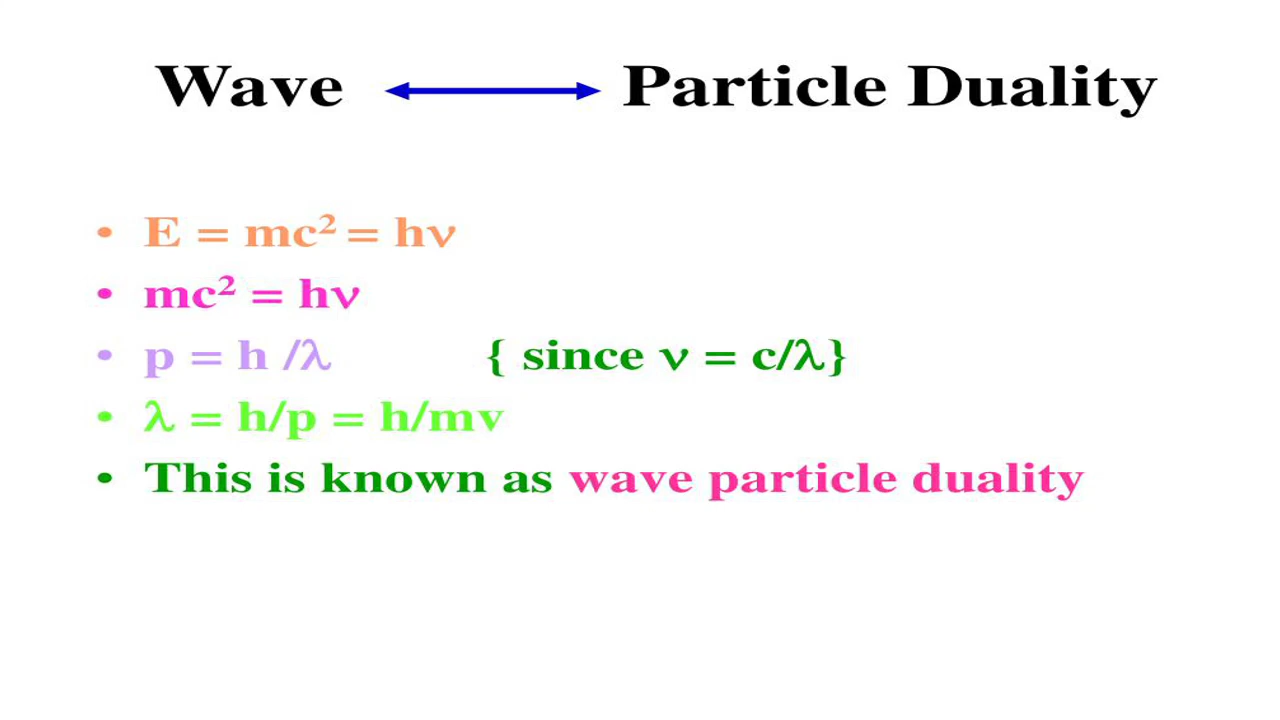 Wave ↔ Particle Duality
• E = mc² = hν
• mc² = hν
• p = h /λ { since ν = c/λ}
• λ = h/p = h/mv
• This is known as wave particle duality